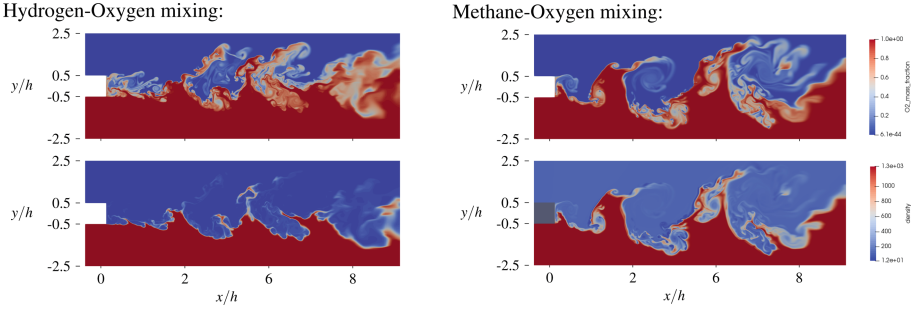 Hydrogen-Oxygen mixing:
Methane-Oxygen mixing:
2.5
0.5
y/h
-0.5
-2.5
2.5
0.5
y/h
-0.5
-2.5
0 2 4 6 8
x/h
2.5
0.5
y/h
-0.5
-2.5
2.5
0.5
y/h
-0.5
-2.5
0 2 4 6 8
x/h
1.0e+00
0.8
0.6
0.4
0.2
6.1e-44
O2_mass_fraction
1.3e+03
1000
800
600
400
200
1.2e+01
density